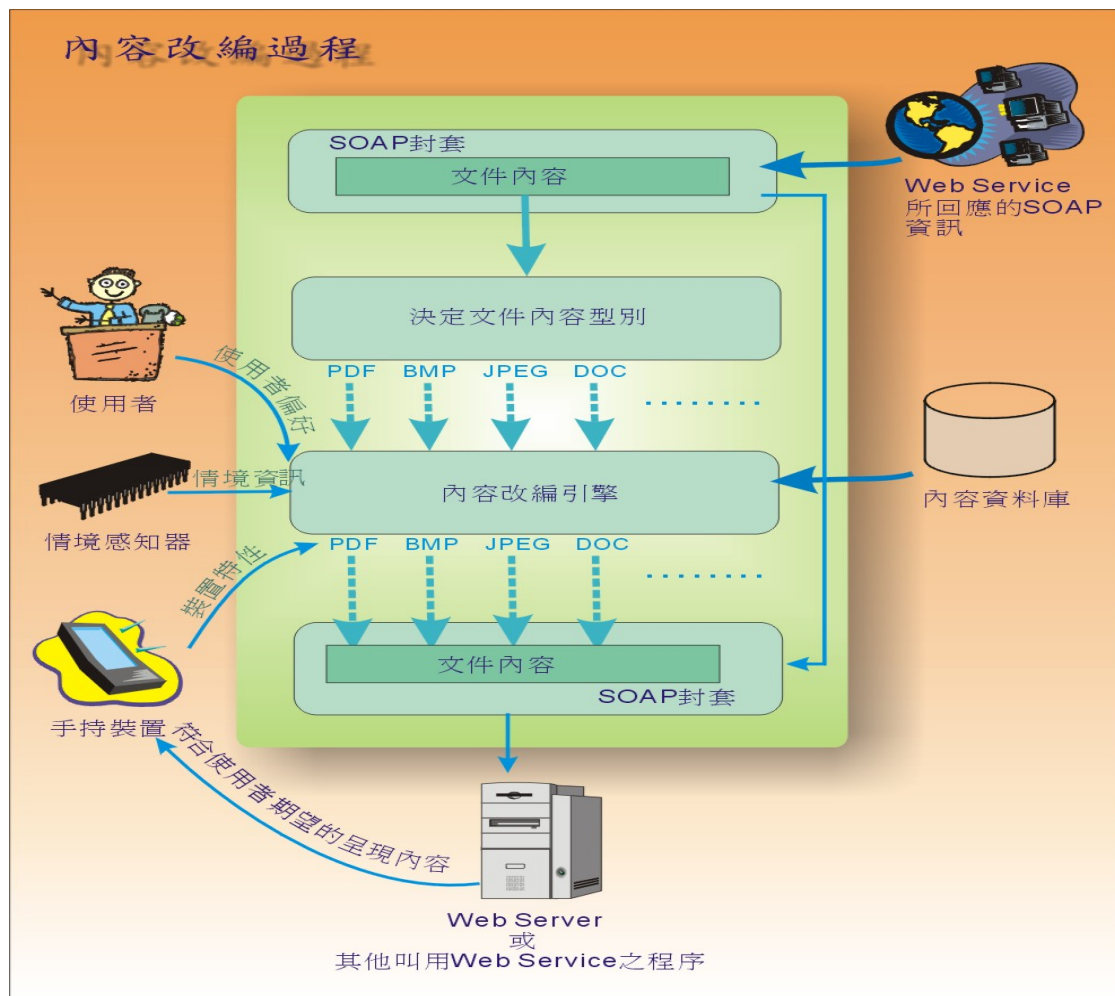 內容改編過程
SOAP封套
文件內容
Web Service
所回應的SOAP
資訊
決定文件內容型別
使用者
使用者偏好
PDF BMP JPEG DOC
........
情境資訊
內容改編引擎
內容資料庫
情境感知器
裝置特性
PDF BMP JPEG DOC
........
文件內容
SOAP封套
手持裝置
符合使用者期望的呈現內容
Web Server
或
其他叫用Web Service之程序